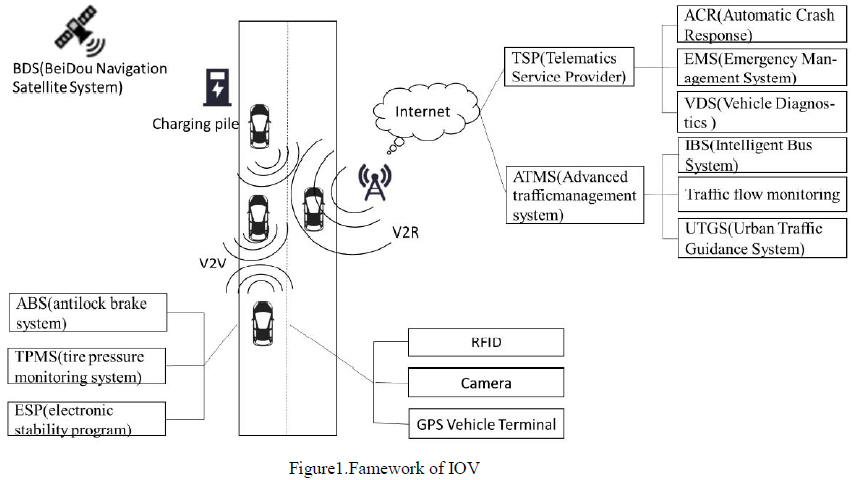 BDS(BeiDou Navigation
Satellite System)
Charging pile
Internet
TSP(Telematics
Service Provider)
ACR(Automatic Crash
Response)
EMS(Emergency Man-
agement System)
VDS(Vehicle Diagnos-
tics )
ATMS(Advanced
trafficmanagement
system)
IBS(Intelligent Bus
System)
Traffic flow monitoring
UTGS(Urban Traffic
Guidance System)
V2R
V2V
ABS(antilock brake
system)
TPMS(tire pressure
monitoring system)
ESP(electronic
stability program)
RFID
Camera
GPS Vehicle Terminal
Figure1.Famework of IOV